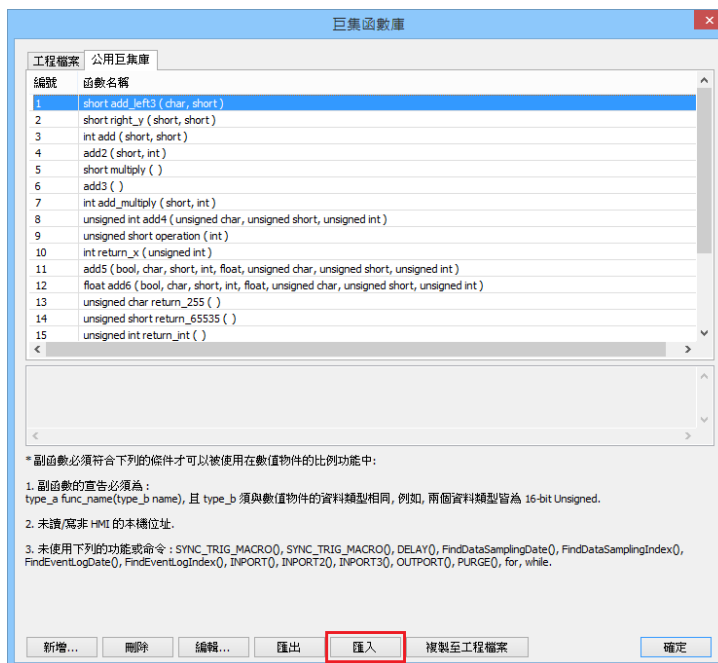 巨集函數庫
工程檔案 公用巨集庫
編號 函數名稱
1 short add_left3 ( char, short )
2 short right_y ( short, short )
3 int add ( short, short )
4 add2 ( short, int )
5 short multiply ( )
6 add3 ( )
7 int add_multiply ( short, int )
8 unsigned int add4 ( unsigned char, unsigned short, unsigned int )
9 unsigned short operation ( int )
10 int return_x ( unsigned int )
11 add5 ( bool, char, short, int, float, unsigned char, unsigned short, unsigned int )
12 float add6 ( bool, char, short, int, float, unsigned char, unsigned short, unsigned int )
13 unsigned char return_255 ( )
14 unsigned short return_65535 ( )
15 unsigned int return_int ( )
* 副函數必須符合下列的條件才可以被使用在數值物件的比例功能中:
1. 副函數的宣告必須為 :
type_a func_name(type_b name), 且 type_b 須與數值物件的資料類型相同, 例如, 兩個資料類型皆為 16-bit Unsigned.
2. 未讀/寫非 HMI 的本機位址.
3. 未使用下列的功能或命令 : SYNC_TRIG_MACRO(), SYNC_TRIG_MACRO(), DELAY(), FindDataSamplingDate(), FindDataSamplingIndex(),
FindEventLogDate(), FindEventLogIndex(), INPORT(), INPORT2(), INPORT3(), OUTPORT(), PURGE(), for, while.
新增... 刪除 編輯... 匯出 匯入 複製至工程檔案 確定